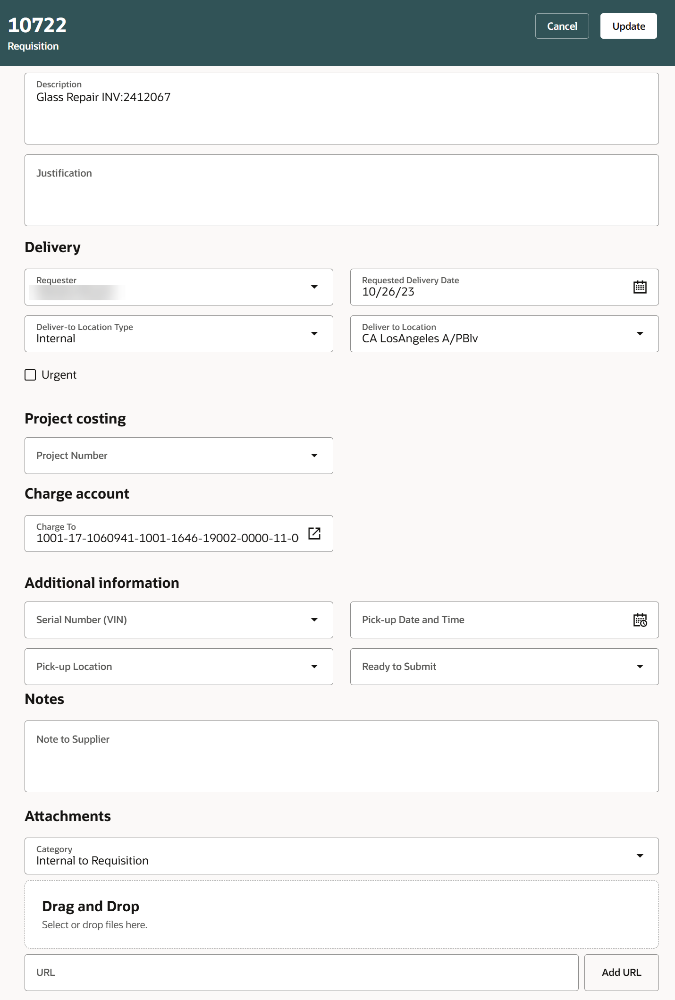 10722
Cancel
Update
Requisition
Description
Glass Repair INV:2412067
Justification
Delivery
Requester
Requested Delivery Date
10/26/23
Deliver-to Location Type
Internal
Deliver to Location
CA LosAngeles A/PBlv
Urgent
Project costing
Project Number
Charge account
Charge To
1001-17-1060941-1001-1646-19002-0000-11-0
Additional information
Serial Number (VIN)
Pick-up Date and Time
Pick-up Location
Ready to Submit
Notes
Note to Supplier
Attachments
Category
Internal to Requisition
Drag and Drop
Select or drop files here.
URL
Add URL